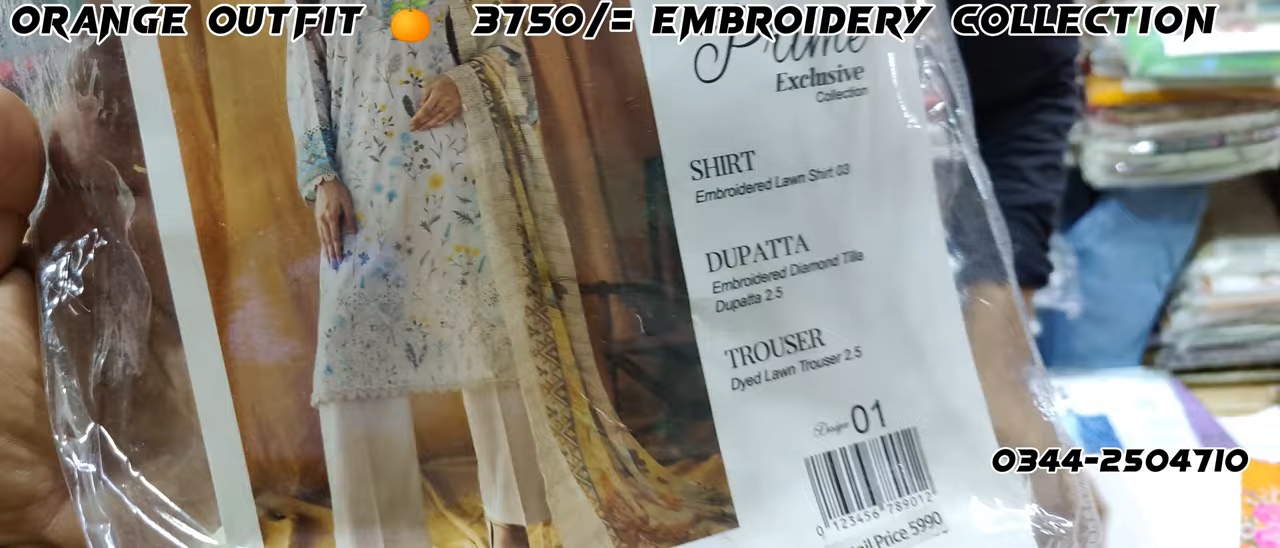 ORANGE OUTFIT 🍊 3750/= EMBROIDERY COLLECTION
Prime
Exclusive
Collection
SHIRT
Embroidered Lawn Shirt 03
DUPATTA
Embroidered Diamond Tilla
Dupatta 2.5
TROUSER
Dyed Lawn Trouser 2.5
Design 01
0 123456 789012
Price 5990
0344-2504710